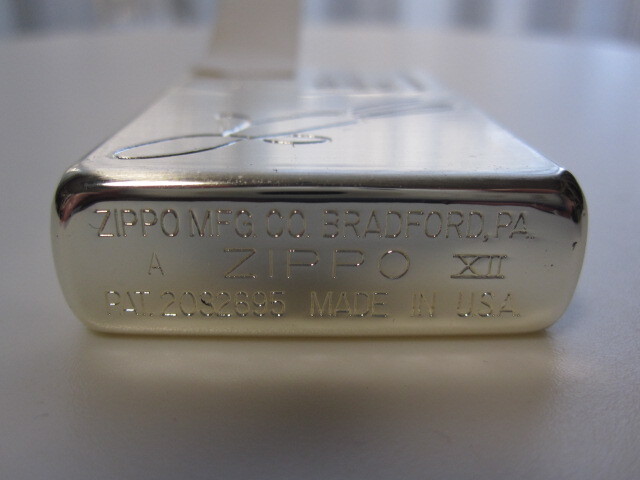 ZIPPO MFG. CO. BRADFORD, PA.
A ZIPPO XII
PAT. 2032695 MADE IN U.S.A.